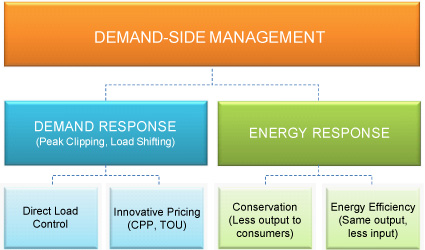 DEMAND-SIDE MANAGEMENT
DEMAND RESPONSE
(Peak Clipping, Load Shifting)
ENERGY RESPONSE
Direct Load
Control
Innovative Pricing
(CPP, TOU)
Conservation
(Less output to
consumers)
Energy Efficiency
(Same output,
less input)